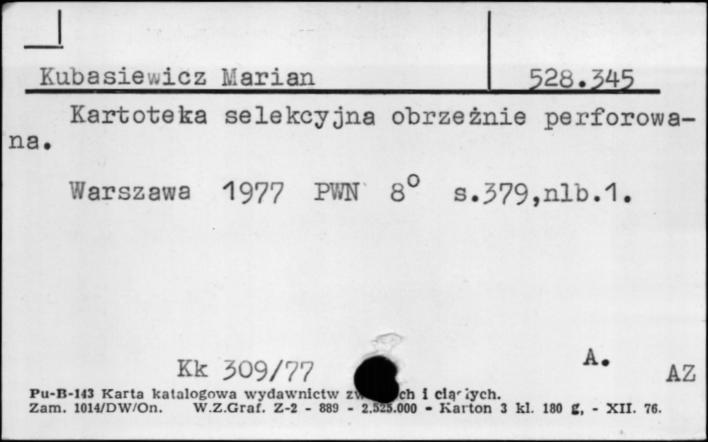 Kubasiewicz Marian 528.345
Kartoteka selekcyjna obrzeżnie perforowa-
na.
Warszawa 1977 PWN 8° s.379,nlb.1.
Kk 309/77 A. AZ
Pu-B-143 Karta katalogowa wydawnictw i ciągłych.
Zam. 1014/DW/On. W.Z.Graf. Z-2 - 889 - 2,525.000 - Karton 3 kl. 180 g, - XII. 76.